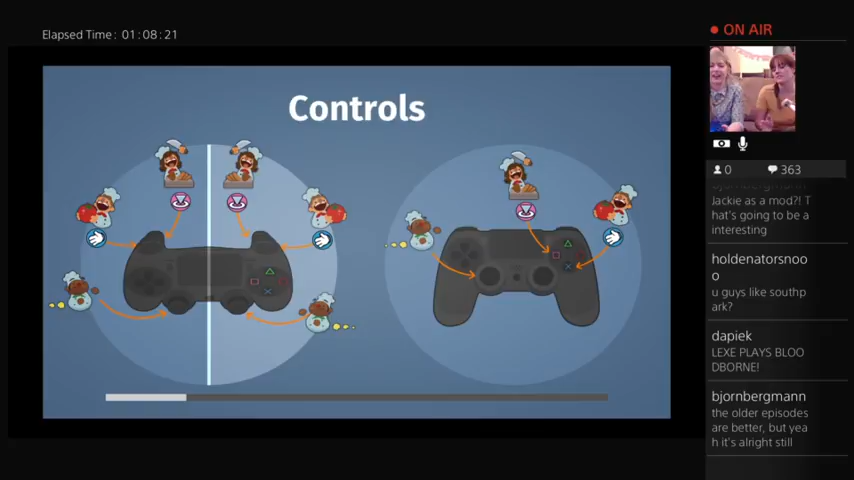 Elapsed Time: 01:08:21
ON AIR
Controls
0
363
Jackie as a mod?! T
hat's going to be a
interesting
holdenatorsnoo
o
u guys like southp
ark?
dapiek
LEXE PLAYS BLOO
DBORNE!
bjornbergmann
the older episodes
are better, but yea
h it's alright still